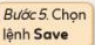 Bước 5. Chọn
lệnh Save